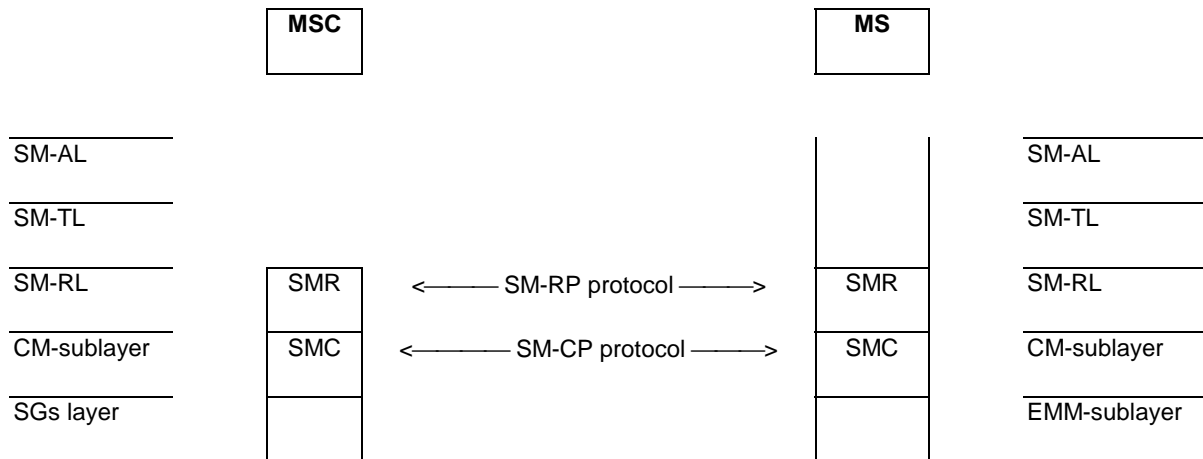 MSC MS
SM-AL SM-AL
SM-TL SM-TL
SM-RL SMR <——— SM-RP protocol ———> SMR SM-RL
CM-sublayer SMC <———— SM-CP protocol ————> SMC CM-sublayer
SGs layer EMM-sublayer